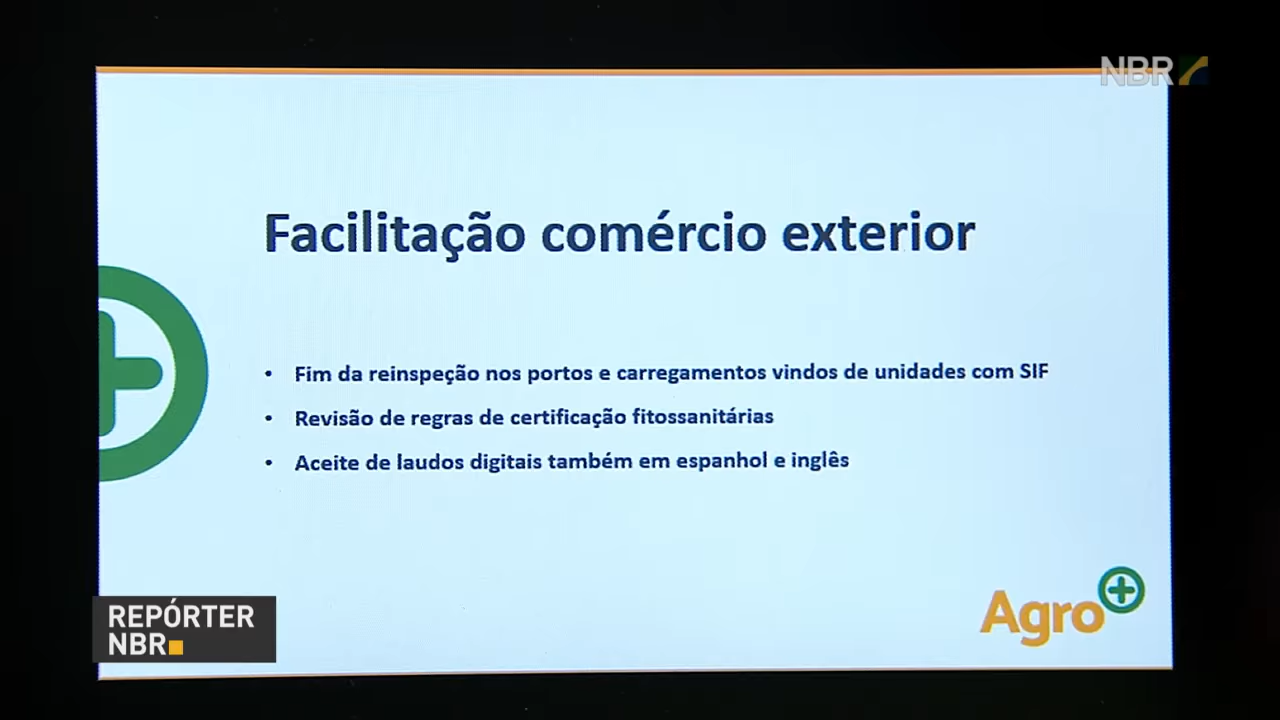 NBR
Facilitação comércio exterior
• Fim da reinspeção nos portos e carregamentos vindos de unidades com SIF
• Revisão de regras de certificação fitossanitárias
• Aceite de laudos digitais também em espanhol e inglês
Agro+
REPÓRTER
NBR